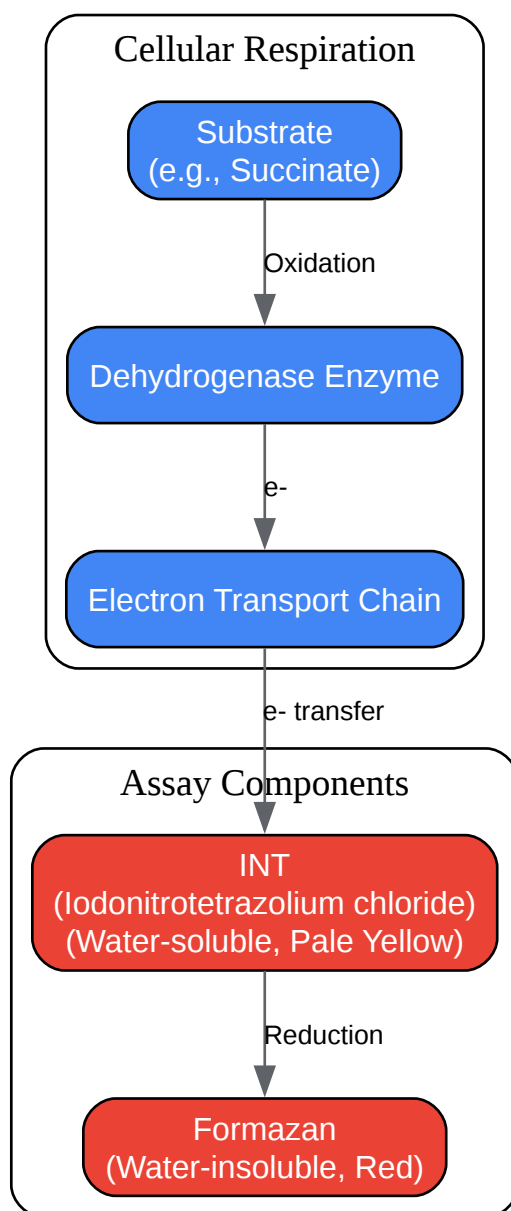 Cellular Respiration
Substrate
(e.g., Succinate)
Oxidation
Dehydrogenase Enzyme
e-
Electron Transport Chain
e- transfer
Assay Components
INT
(Iodonitrotetrazolium chloride)
(Water-soluble, Pale Yellow)
Reduction
Formazan
(Water-insoluble, Red)